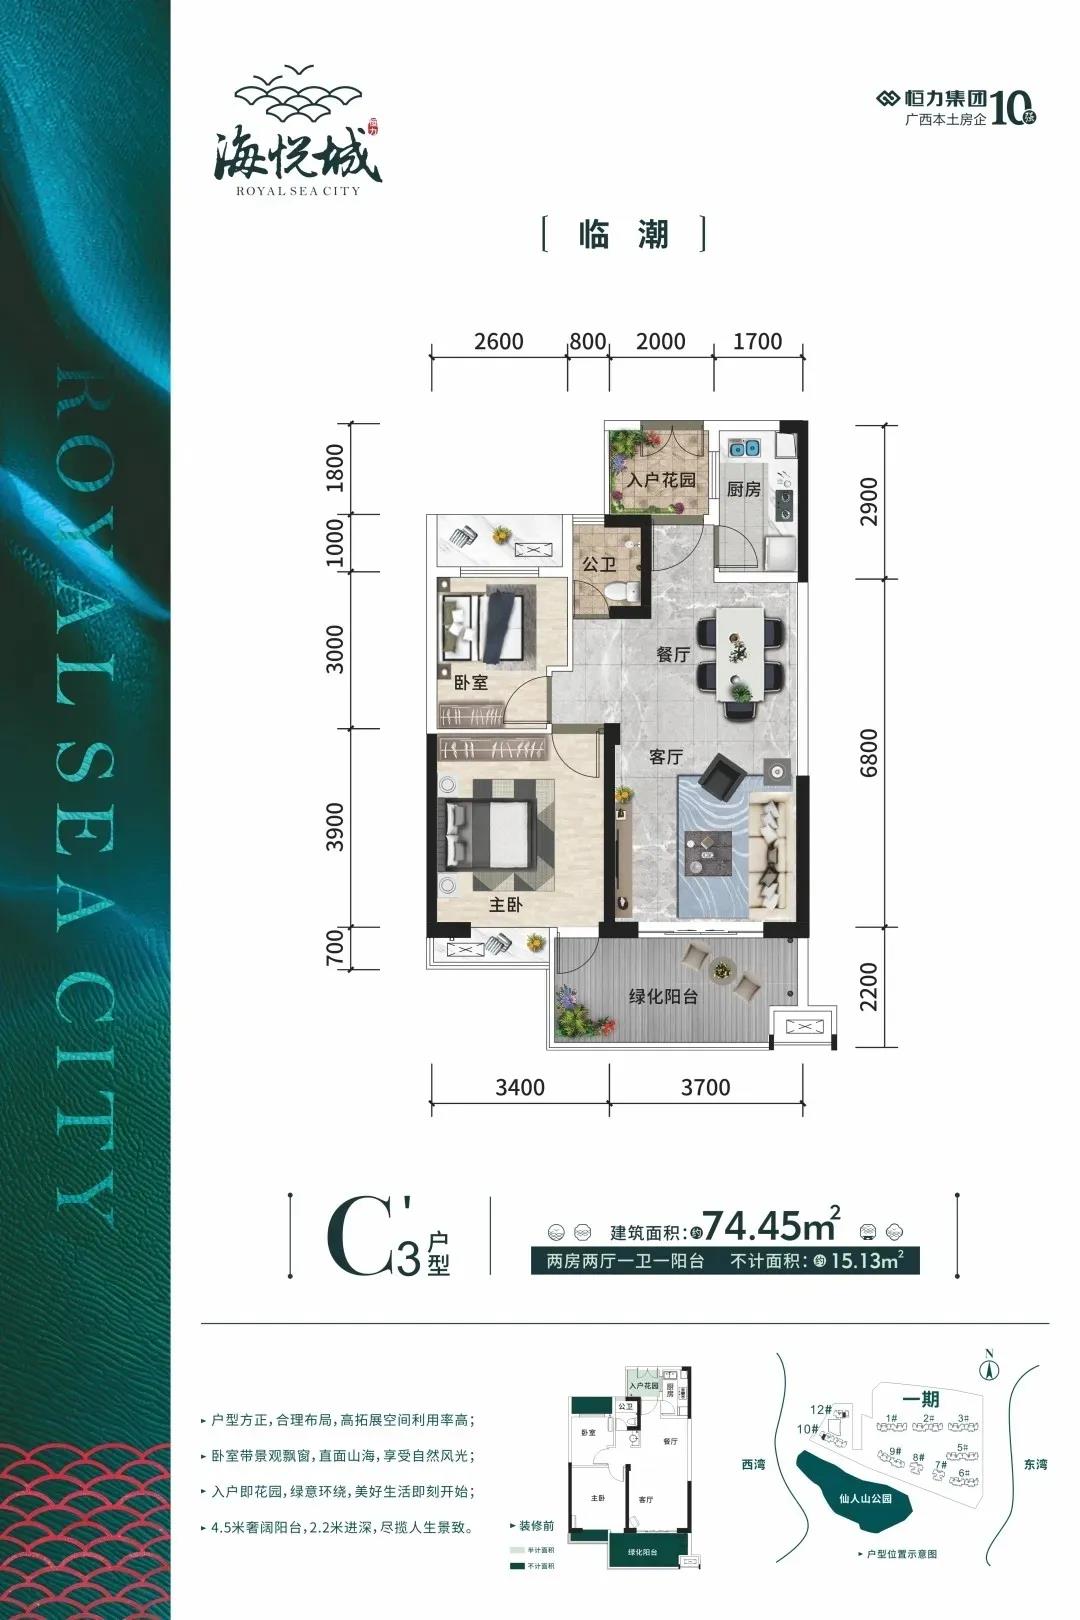 海悦城
恒力
ROYAL SEA CITY
恒力集团
广西本土房企10强
ROYAL SEA CITY
[ 临潮 ]
2600 800 2000 1700
1800
1000
3000
3900
700
2900
6800
2200
入户花园
厨房
公卫
餐厅
卧室
客厅
主卧
绿化阳台
3400 3700
C3'户型
建筑面积:约74.45m²
两房两厅一卫一阳台 不计面积:约15.13m²
户型方正,合理布局,高拓展空间利用率高;
卧室带景观飘窗,直面山海,享受自然风光;
入户即花园,绿意环绕,美好生活即刻开始;
4.5米奢阔阳台,2.2米进深,尽揽人生景致。
入户花园
厨房
公卫
卧室
餐厅
主卧
客厅
绿化阳台
装修前
半计面积
不计面积
N
一期
12#
10#
1# 2# 3#
9# 8# 7# 5#
6#
西湾
东湾
仙人山公园
户型位置示意图